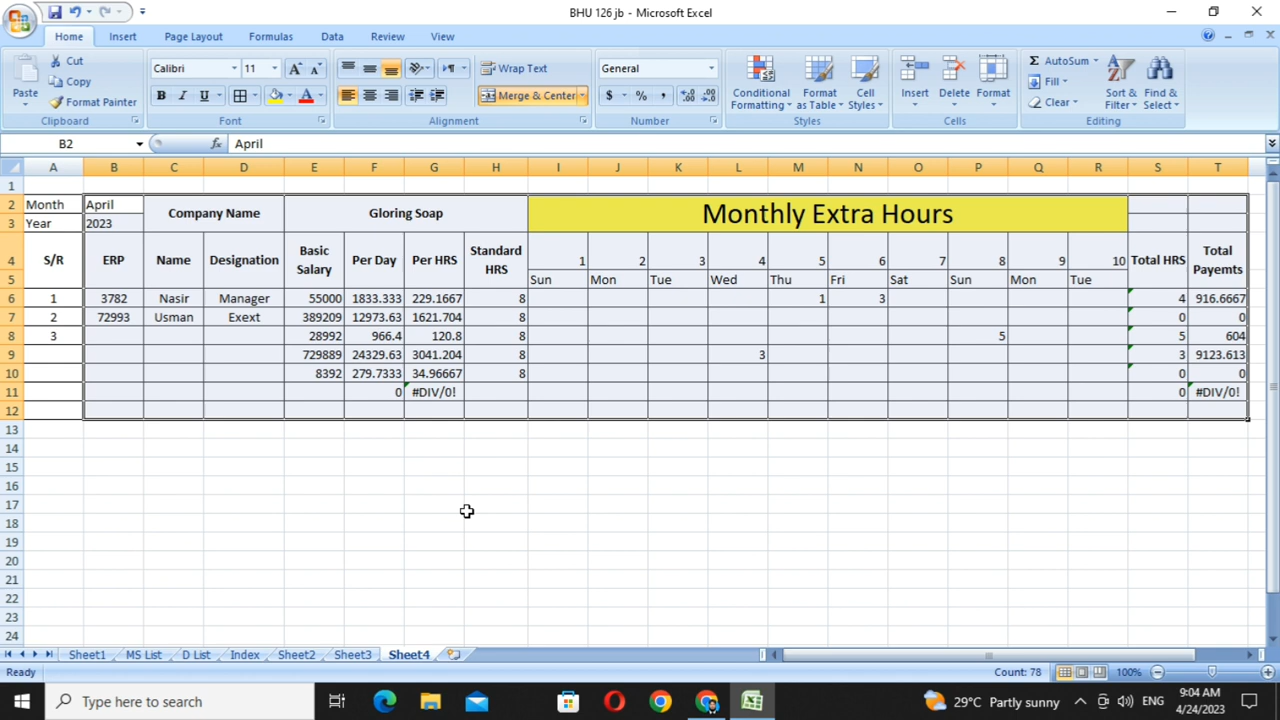 BHU 126 jb - Microsoft Excel
Home Insert Page Layout Formulas Data Review View
Paste Cut Copy Format Painter Clipboard
Calibri 11 A A B I U A Font
Wrap Text Merge & Center Alignment
General $ % , .0 .00 .00 .0 Number
Conditional Formatting Format as Table Cell Styles Styles
Insert Delete Format Cells
Σ AutoSum Fill Clear Sort & Filter Find & Select Editing
B2 fx April
A B C D E F G H I J K L M N O P Q R S T
1
2 Month April Company Name Gloring Soap Monthly Extra Hours
3 Year 2023
4 S/R ERP Name Designation Basic Salary Per Day Per HRS Standard HRS 1 2 3 4 5 6 7 8 9 10 Total HRS Total Payemts
5 Sun Mon Tue Wed Thu Fri Sat Sun Mon Tue
6 1 3782 Nasir Manager 55000 1833.333 229.1667 8 1 3 4 916.6667
7 2 72993 Usman Exext 389209 12973.63 1621.704 8 0 0
8 3 28992 966.4 120.8 8 5 5 604
9 729889 24329.63 3041.204 8 3 3 9123.613
10 8392 279.7333 34.96667 8 0 0
11 0 #DIV/0! 0 #DIV/0!
12
13
14
15
16
17
18
19
20
21
22
23
24
Sheet1 MS List D List Index Sheet2 Sheet3 Sheet4
Ready Count: 78 100%
Type here to search 29°C Partly sunny ENG 9:04 AM
4/24/2023